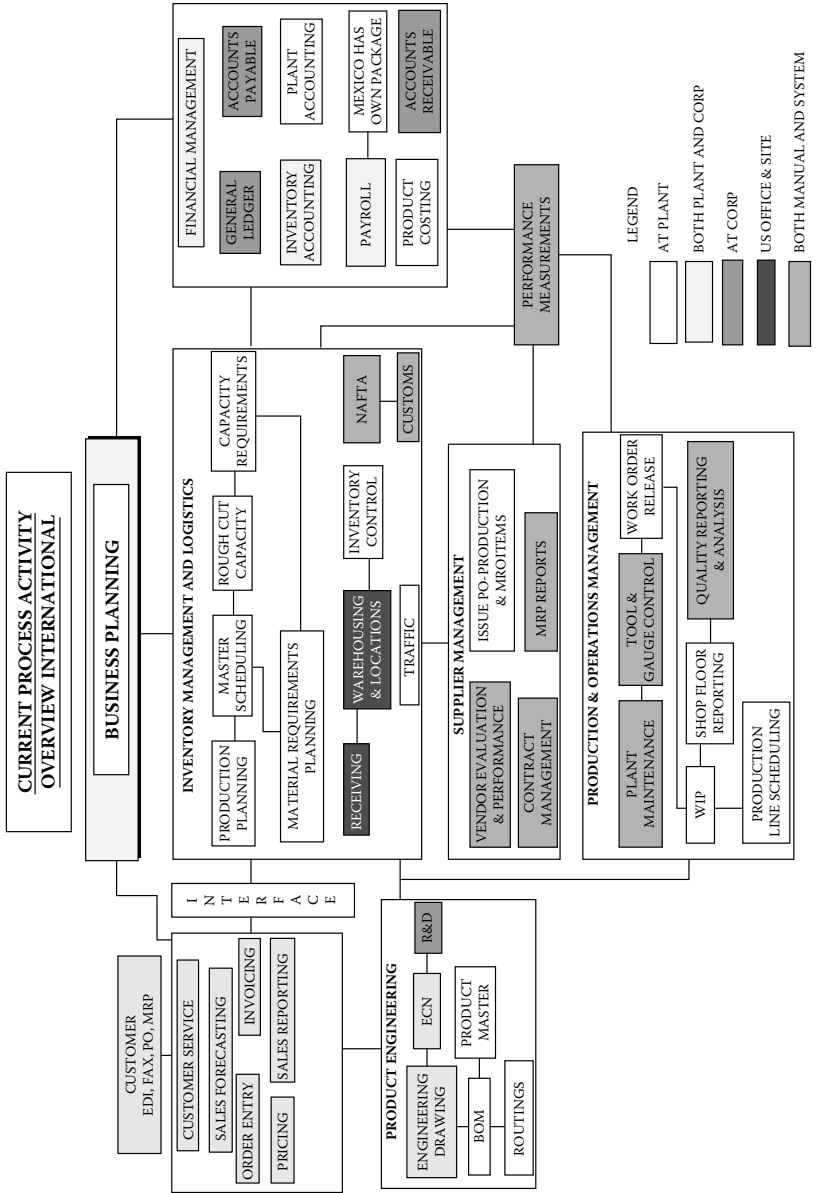 CURRENT PROCESS ACTIVITY
OVERVIEW INTERNATIONAL
BUSINESS PLANNING
CUSTOMER
EDI, FAX, PO, MRP
CUSTOMER SERVICE
SALES FORECASTING
ORDER ENTRY
INVOICING
PRICING
SALES REPORTING
I
N
T
E
R
F
A
C
E
INVENTORY MANAGEMENT AND LOGISTICS
PRODUCTION
PLANNING
MASTER
SCHEDULING
ROUGH CUT
CAPACITY
CAPACITY
REQUIREMENTS
MATERIAL REQUIREMENTS
PLANNING
RECEIVING
WAREHOUSING
& LOCATIONS
INVENTORY
CONTROL
NAFTA
TRAFFIC
CUSTOMS
FINANCIAL MANAGEMENT
GENERAL
LEDGER
ACCOUNTS
PAYABLE
INVENTORY
ACCOUNTING
PLANT
ACCOUNTING
PAYROLL
MEXICO HAS
OWN PACKAGE
PRODUCT
COSTING
ACCOUNTS
RECEIVABLE
PRODUCT ENGINEERING
ENGINEERING
DRAWING
ECN
R&D
BOM
PRODUCT
MASTER
ROUTINGS
SUPPLIER MANAGEMENT
VENDOR EVALUATION
& PERFORMANCE
ISSUE PO-PRODUCTION
& MROITEMS
CONTRACT
MANAGEMENT
MRP REPORTS
PERFORMANCE
MEASUREMENTS
PRODUCTION & OPERATIONS MANAGEMENT
PLANT
MAINTENANCE
TOOL &
GAUGE CONTROL
WORK ORDER
RELEASE
WIP
SHOP FLOOR
REPORTING
QUALITY REPORTING
& ANALYSIS
PRODUCTION
LINE SCHEDULING
LEGEND
AT PLANT
BOTH PLANT AND CORP
AT CORP
US OFFICE & SITE
BOTH MANUAL AND SYSTEM